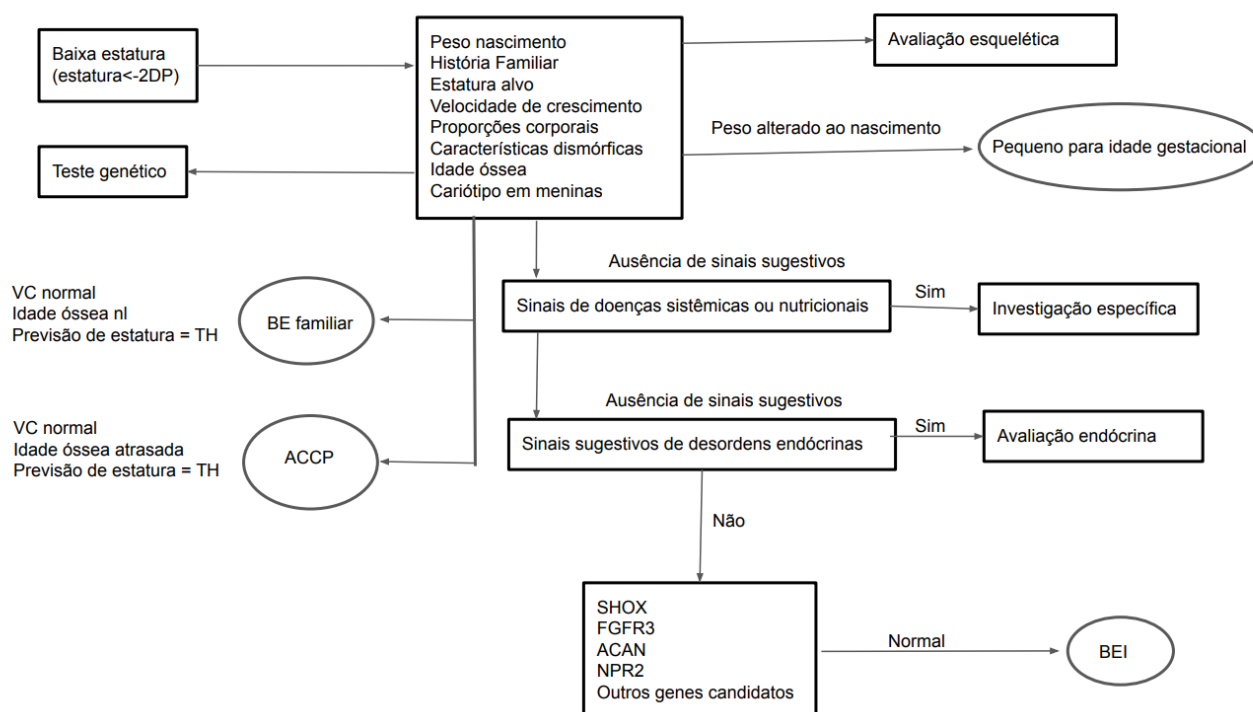 Baixa estatura
(estatura<-2DP)
Peso nascimento
História Familiar
Estatura alvo
Velocidade de crescimento
Proporções corporais
Características dismórficas
Idade óssea
Cariótipo em meninas
Avaliação esquelética
Peso alterado ao nascimento
Pequeno para idade gestacional
Teste genético
Ausência de sinais sugestivos
VC normal
Idade óssea nl
Previsão de estatura = TH
BE familiar
Sinais de doenças sistêmicas ou nutricionais
Sim
Investigação específica
Ausência de sinais sugestivos
VC normal
Idade óssea atrasada
Previsão de estatura = TH
ACCP
Sinais sugestivos de desordens endócrinas
Sim
Avaliação endócrina
Não
SHOX
FGFR3
ACAN
NPR2
Outros genes candidatos
Normal
BEI